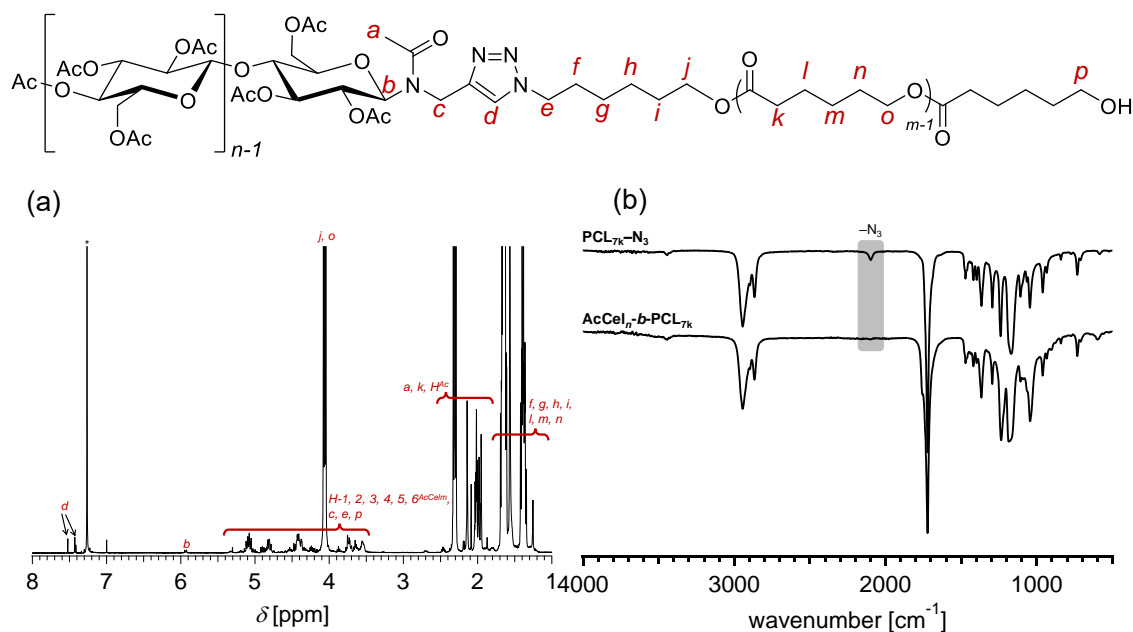 OAc
a
O
OAc
OAc
N
N
N
f
h
j
O
l
n
p
AcO
O
O
O
b
N
N
O
O
OH
Ac
O
O
AcO
c
d
e
g
i
O
k
m
o
m-1
O
AcO
OAc
OAc
OAc
n-1
(a)
(b)
*
j, o
–N₃
PCL₇ₖ–N₃
AcCelₙ-b-PCL₇ₖ
a, k, Hᴬᶜ
f, g, h, i,
l, m, n
H-1, 2, 3, 4, 5, 6ᴬᶜᶜᵉˡᵐ,
c, e, p
d
b
8 7 6 5 4 3 2 1
δ [ppm]
4000 3000 2000 1000
wavenumber [cm⁻¹]